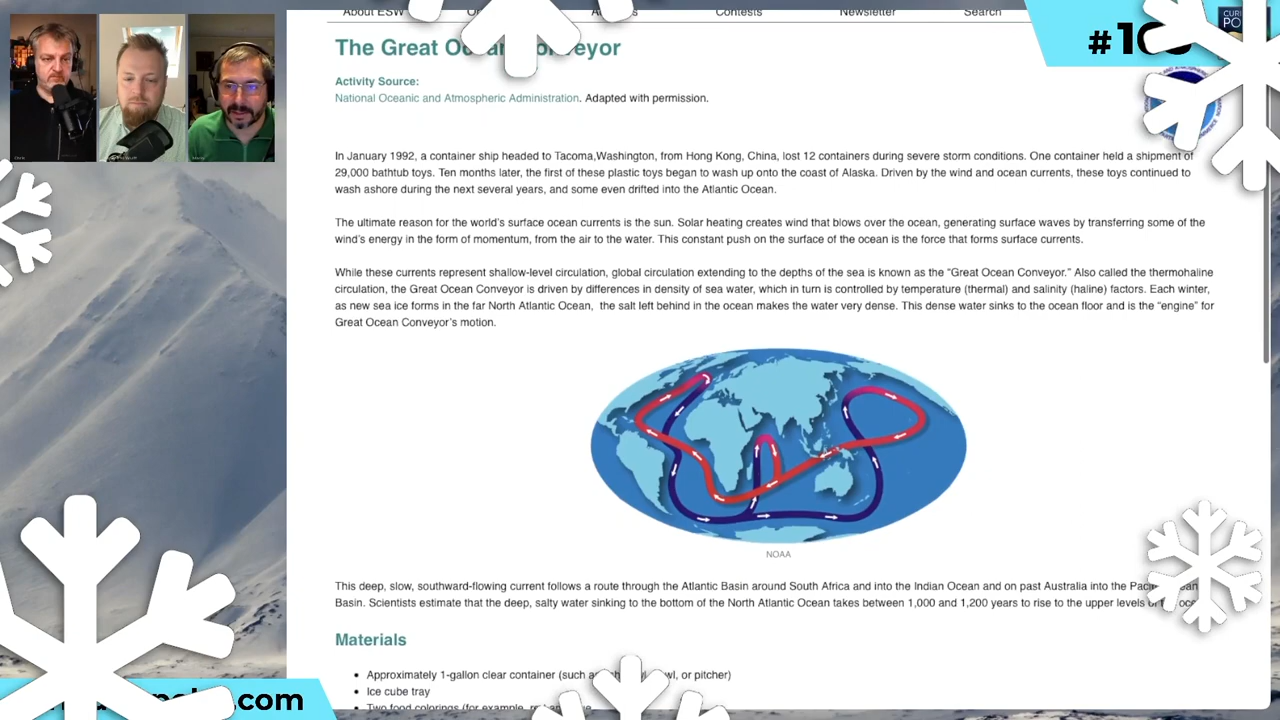 About ESW Contests Newsletter Search
#10
The Great Ocean Conveyor
Activity Source:
National Oceanic and Atmospheric Administration. Adapted with permission.
In January 1992, a container ship headed to Tacoma,Washington, from Hong Kong, China, lost 12 containers during severe storm conditions. One container held a shipment of
29,000 bathtub toys. Ten months later, the first of these plastic toys began to wash up onto the coast of Alaska. Driven by the wind and ocean currents, these toys continued to
wash ashore during the next several years, and some even drifted into the Atlantic Ocean.
The ultimate reason for the world's surface ocean currents is the sun. Solar heating creates wind that blows over the ocean, generating surface waves by transferring some of the
wind's energy in the form of momentum, from the air to the water. This constant push on the surface of the ocean is the force that forms surface currents.
While these currents represent shallow-level circulation, global circulation extending to the depths of the sea is known as the “Great Ocean Conveyor.” Also called the thermohaline
circulation, the Great Ocean Conveyor is driven by differences in density of sea water, which in turn is controlled by temperature (thermal) and salinity (haline) factors. Each winter,
as new sea ice forms in the far North Atlantic Ocean, the salt left behind in the ocean makes the water very dense. This dense water sinks to the ocean floor and is the “engine” for
Great Ocean Conveyor's motion.
NOAA
This deep, slow, southward-flowing current follows a route through the Atlantic Basin around South Africa and into the Indian Ocean and on past Australia into the
Basin. Scientists estimate that the deep, salty water sinking to the bottom of the North Atlantic Ocean takes between 1,000 and 1,200 years to rise to the upper levels
Materials
Approximately 1-gallon clear container (such or pitcher)
Ice cube tray
Two food colorings (for example,
.com